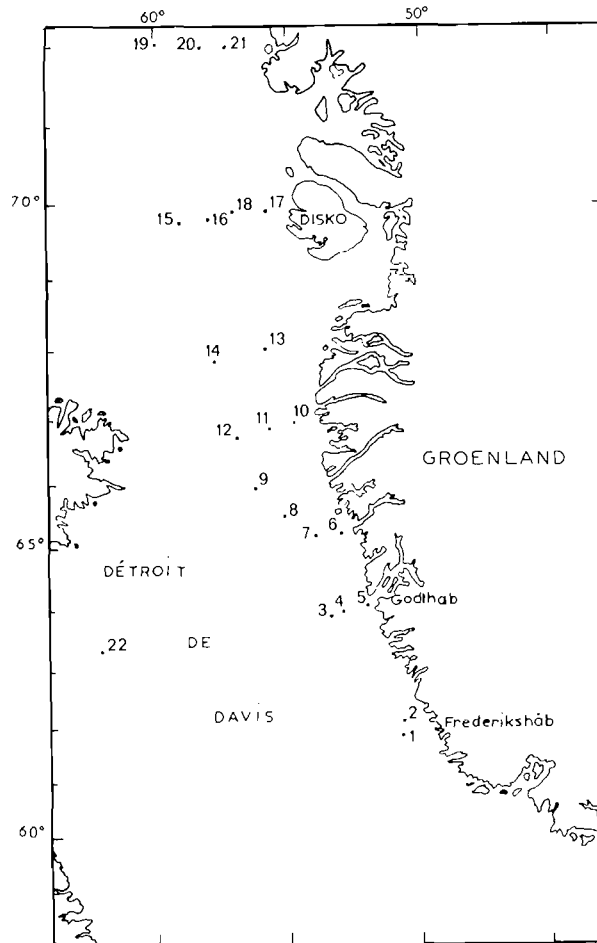 60° 50°
19 20 21
70°
15 16 18 17
DISKO
13
14
12 11 10
GROENLAND
9
8
7 6
65°
DÉTROIT
5 Godthab
3 4
22 DE
DAVIS
2 Frederikshåb
1
60°